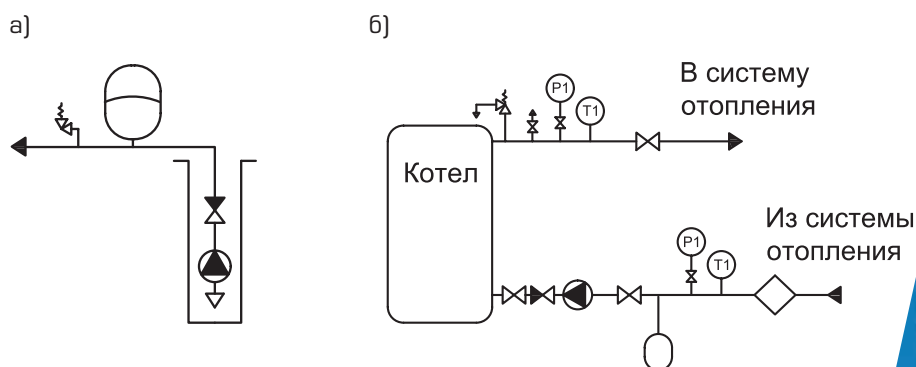 а)
б)
В систему
отопления
P1
T1
Котел
Из системы
отопления
P1
T1